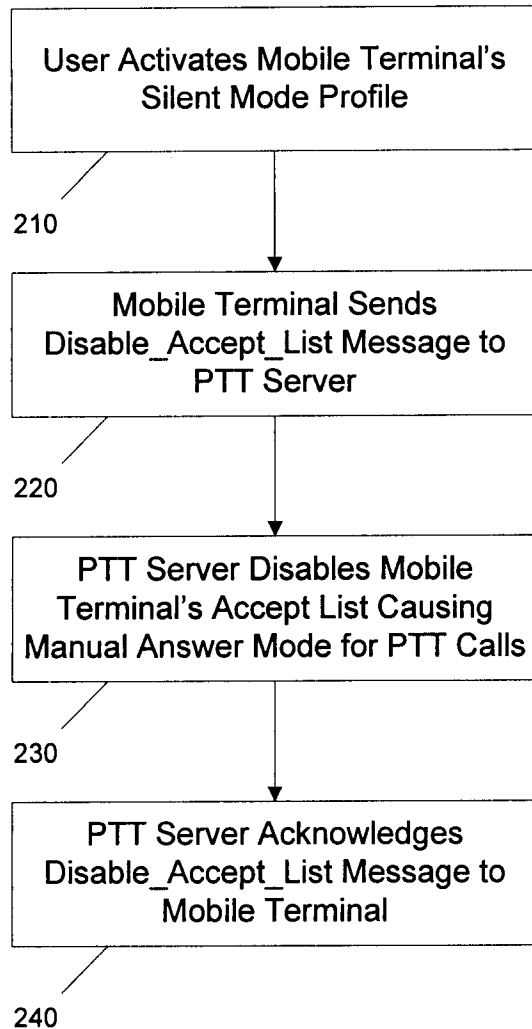 User Activates Mobile Terminal's
Silent Mode Profile
210
Mobile Terminal Sends
Disable_Accept_List Message to
PTT Server
220
PTT Server Disables Mobile
Terminal's Accept List Causing
Manual Answer Mode for PTT Calls
230
PTT Server Acknowledges
Disable_Accept_List Message to
Mobile Terminal
240